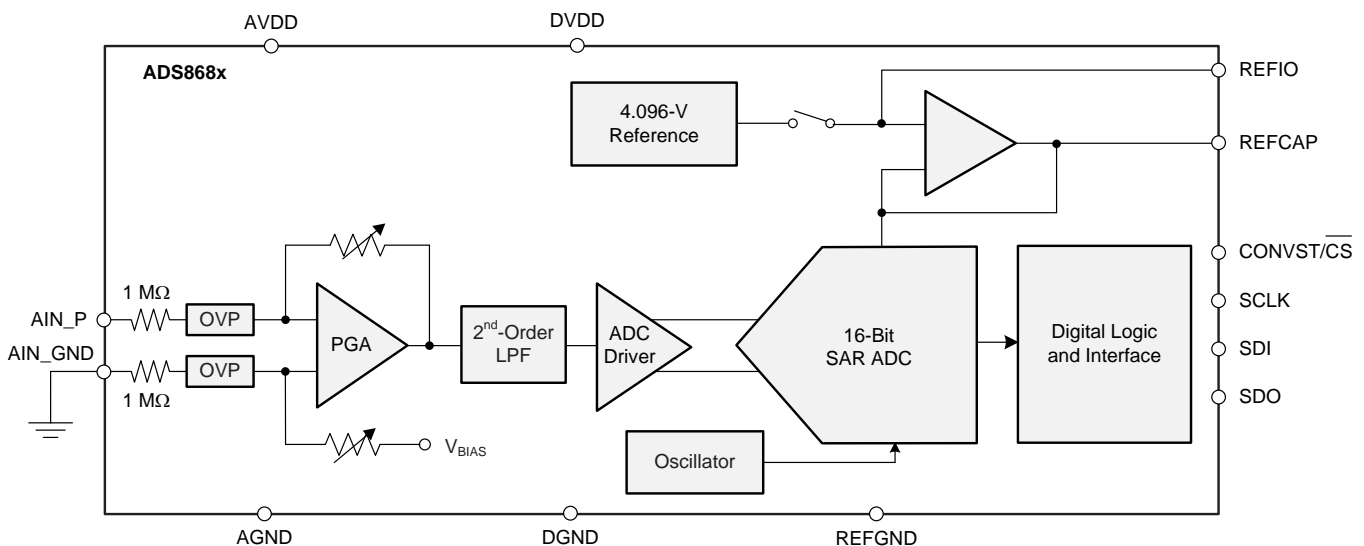 AVDD
DVDD
ADS868x
REFIO
4.096-V
Reference
REFCAP
CONVST/C̅S̅
1 MΩ
OVP
AIN_P
SCLK
PGA
2nd-Order
LPF
ADC
Driver
16-Bit
SAR ADC
Digital Logic
and Interface
SDI
AIN_GND
OVP
1 MΩ
SDO
VBIAS
Oscillator
AGND
DGND
REFGND